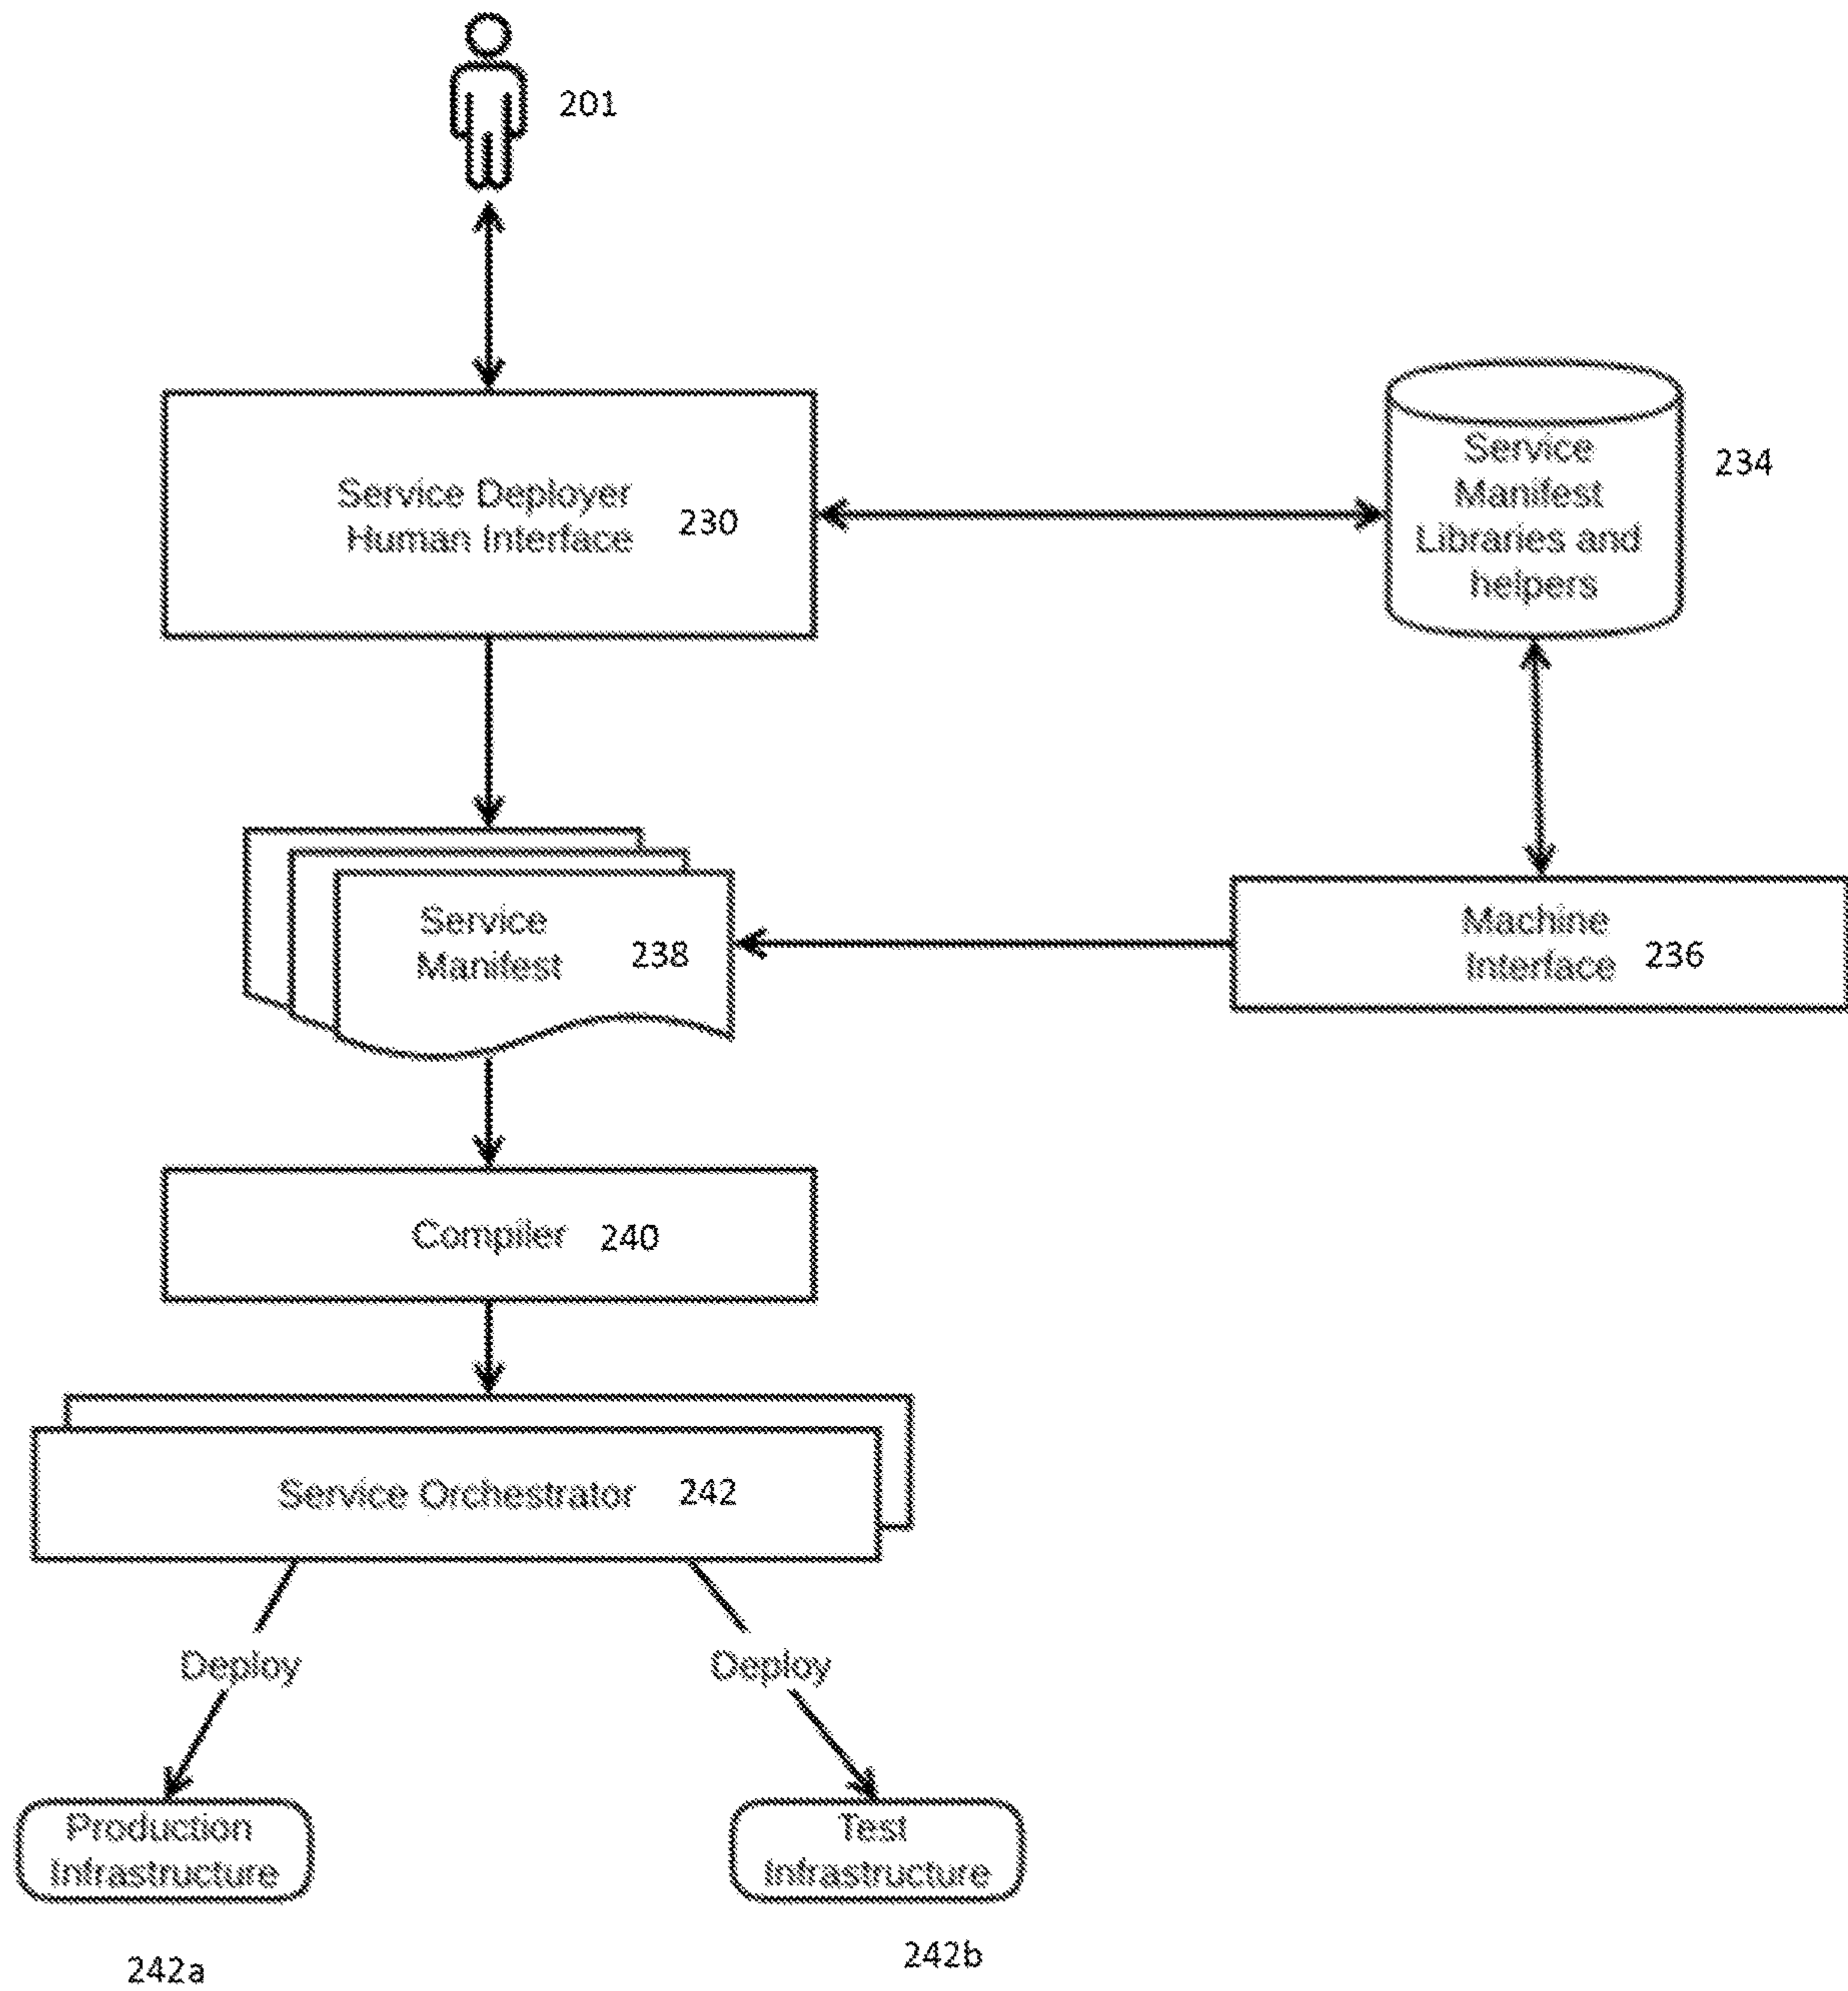 201
Service Deployer
Human Interface
230
Service
Manifest
Libraries and
helpers
234
Service
Manifest
238
Machine
Interface
236
Compiler 240
Service Orchestrator 242
Deploy
Deploy
Production
Infrastructure
Test
Infrastructure
242a
242b